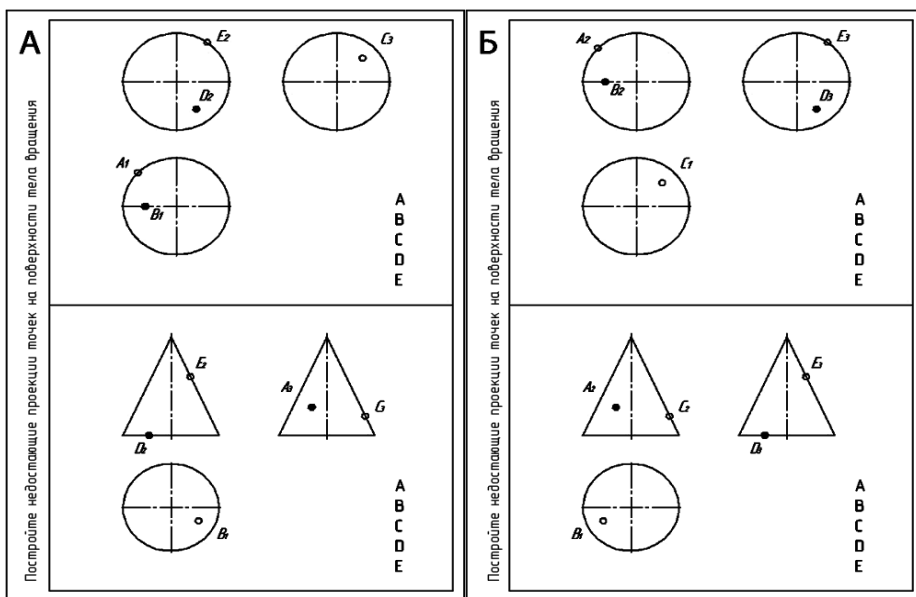 А
Постройте недостающие проекции точек на поверхности тела вращения
E2
C3
D2
A1
B1
A
B
C
D
E
E2
A3
C3
D2
B1
A
B
C
D
E
Б
Постройте недостающие проекции точек на поверхности тела вращения
A2
E3
B2
D3
C1
A
B
C
D
E
A2
C2
E3
D3
B1
A
B
C
D
E